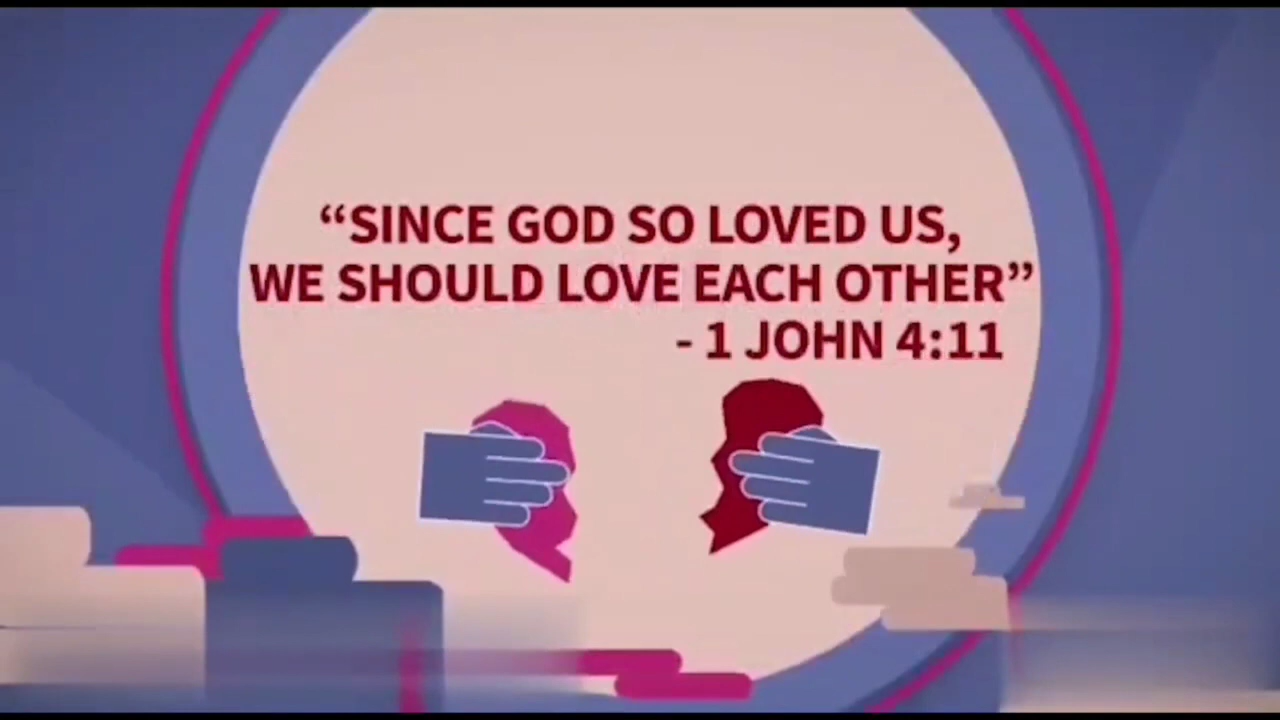 “SINCE GOD SO LOVED US,
WE SHOULD LOVE EACH OTHER”
- 1 JOHN 4:11